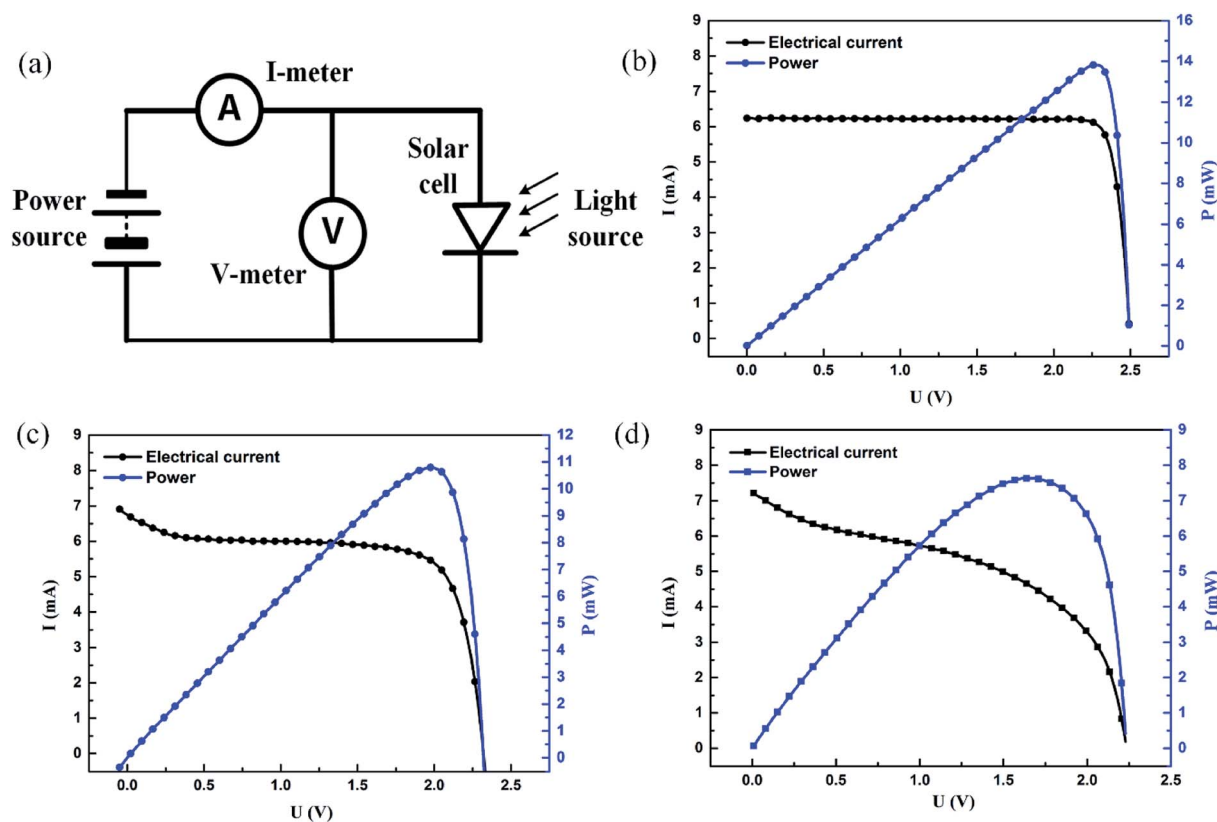 (a)
I-meter
A
Power
source
V
V-meter
Solar
cell
Light
source
(b)
Electrical current
Power
9
8
7
6
5
4
3
2
1
0
I (mA)
16
14
12
10
8
6
4
2
0
P (mW)
0.0 0.5 1.0 1.5 2.0 2.5
U (V)
(c)
Electrical current
Power
9
8
7
6
5
4
3
2
1
0
I (mA)
12
11
10
9
8
7
6
5
4
3
2
1
0
P (mW)
0.0 0.5 1.0 1.5 2.0 2.5
U (V)
(d)
Electrical current
Power
9
8
7
6
5
4
3
2
1
0
I (mA)
9
8
7
6
5
4
3
2
1
0
P (mW)
0.0 0.5 1.0 1.5 2.0 2.5
U (V)